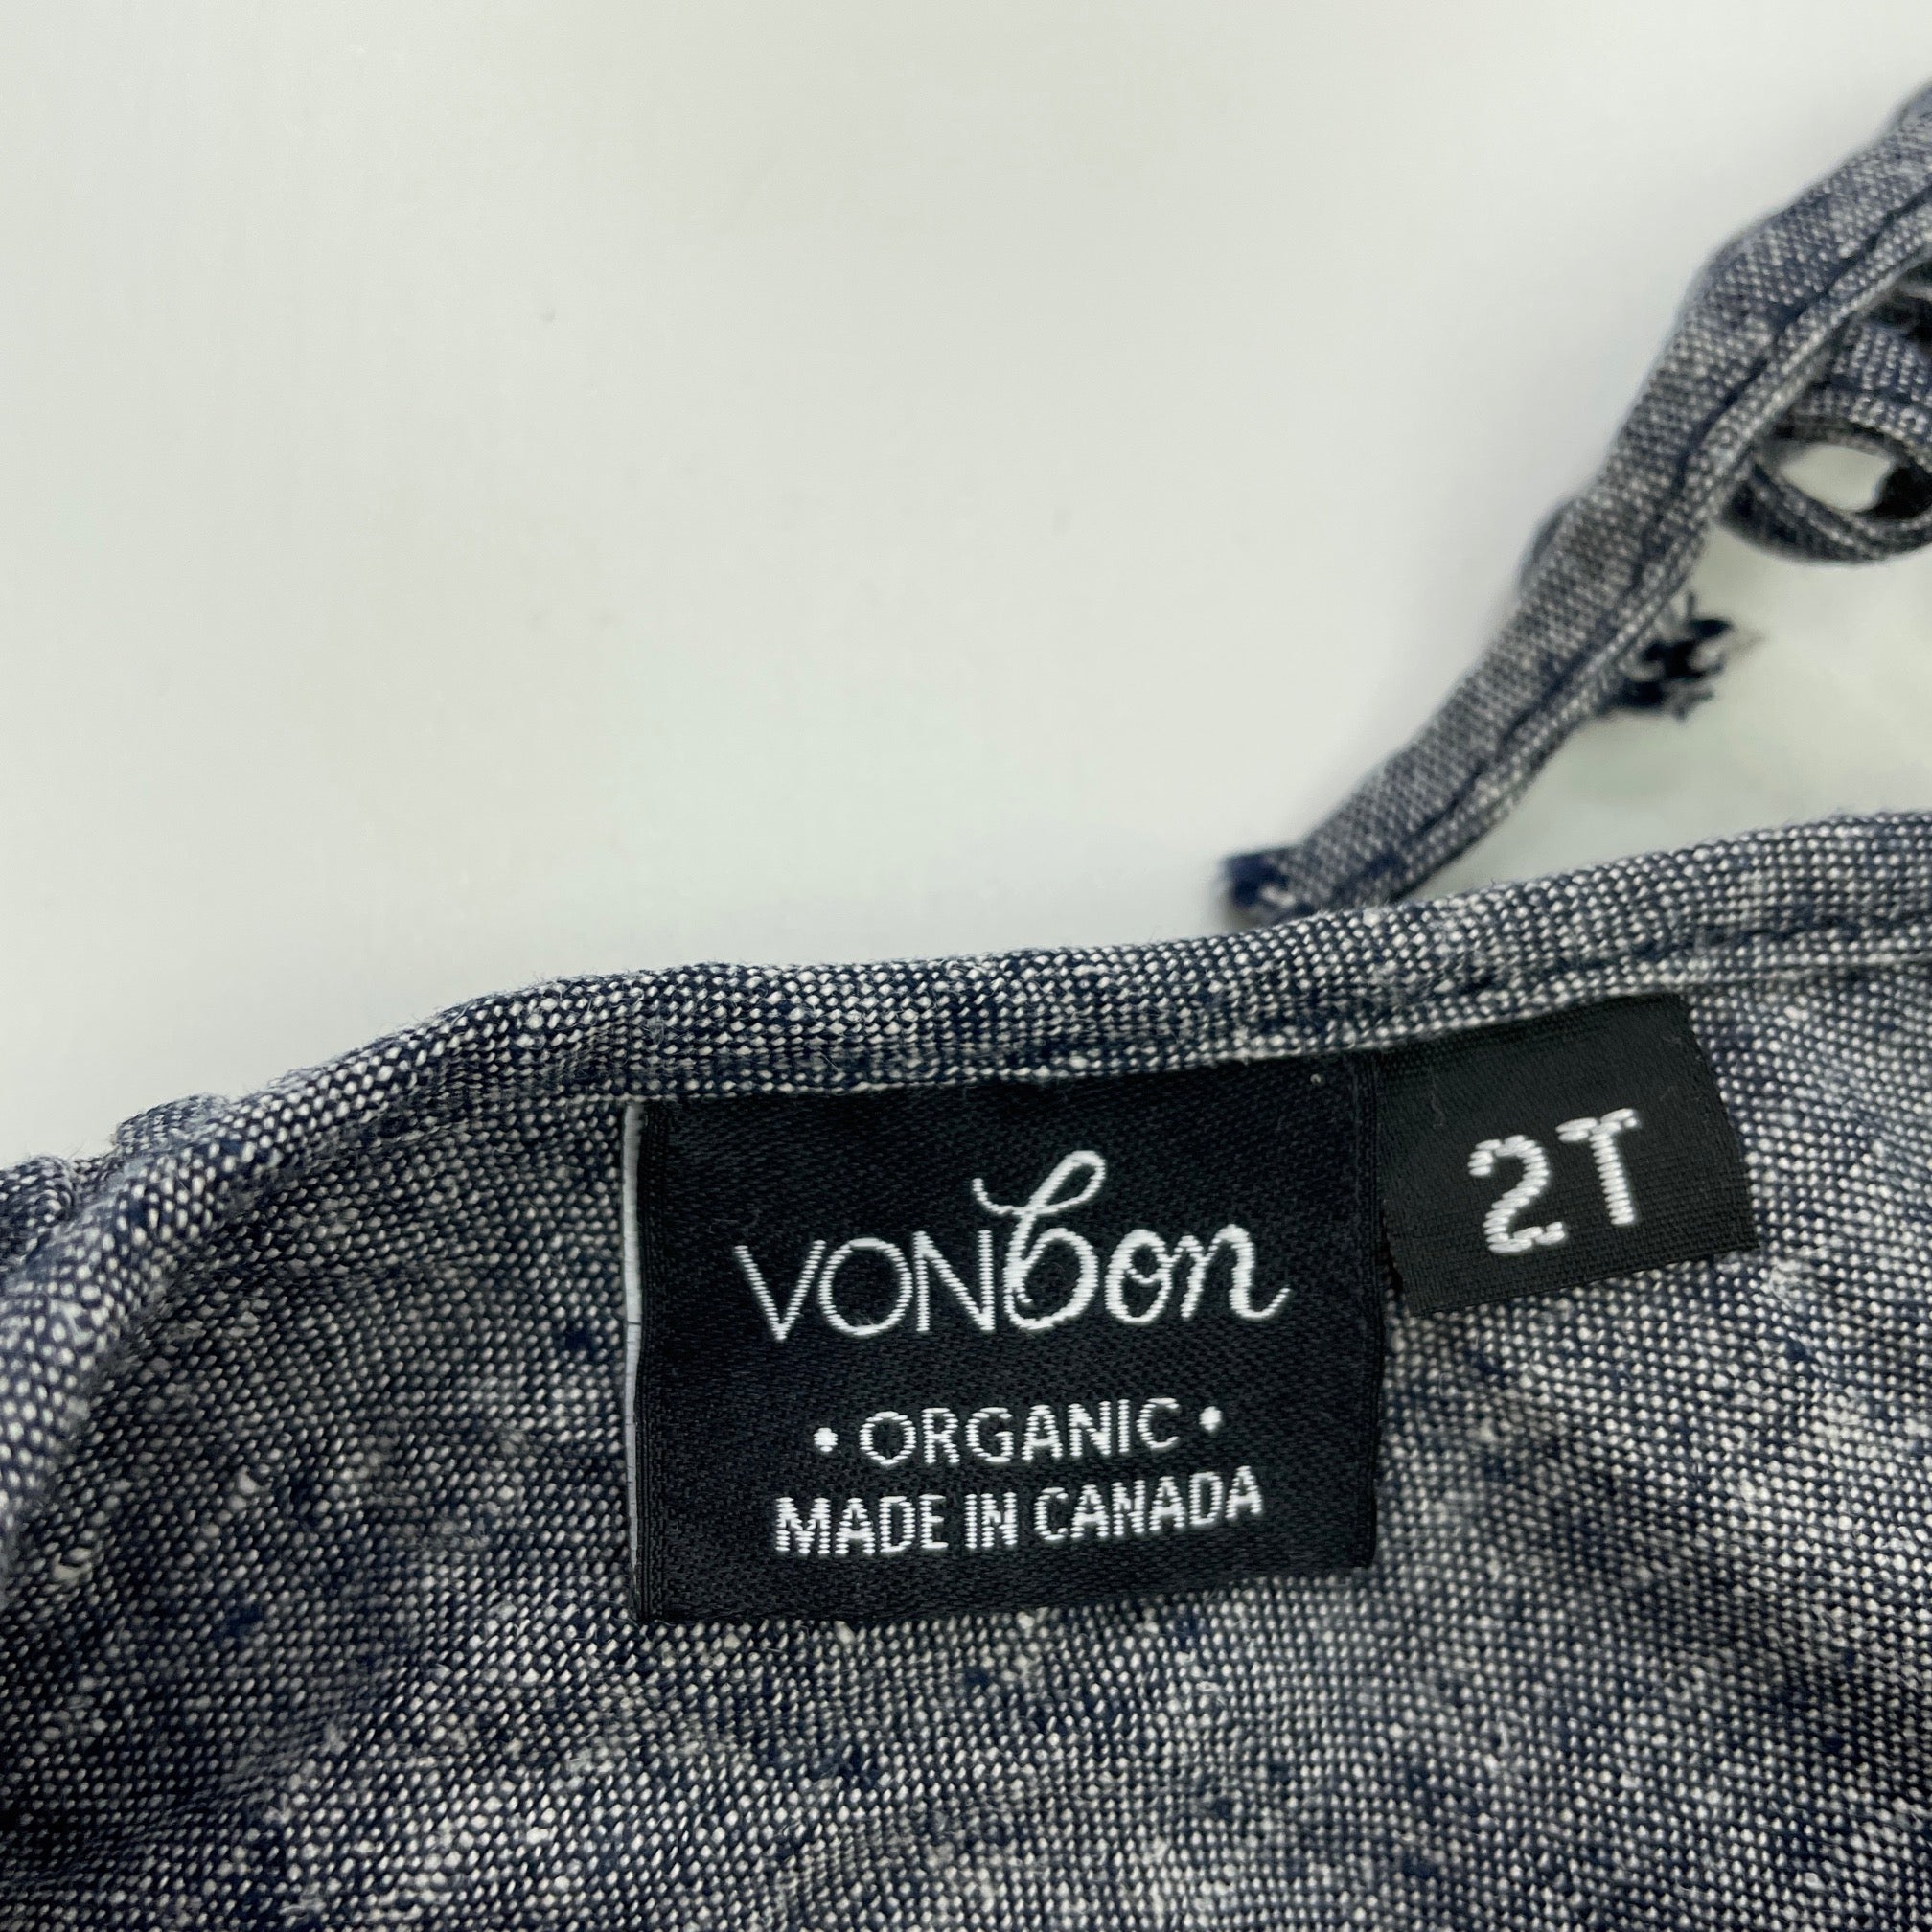 VONbon
• ORGANIC •
MADE IN CANADA
2T